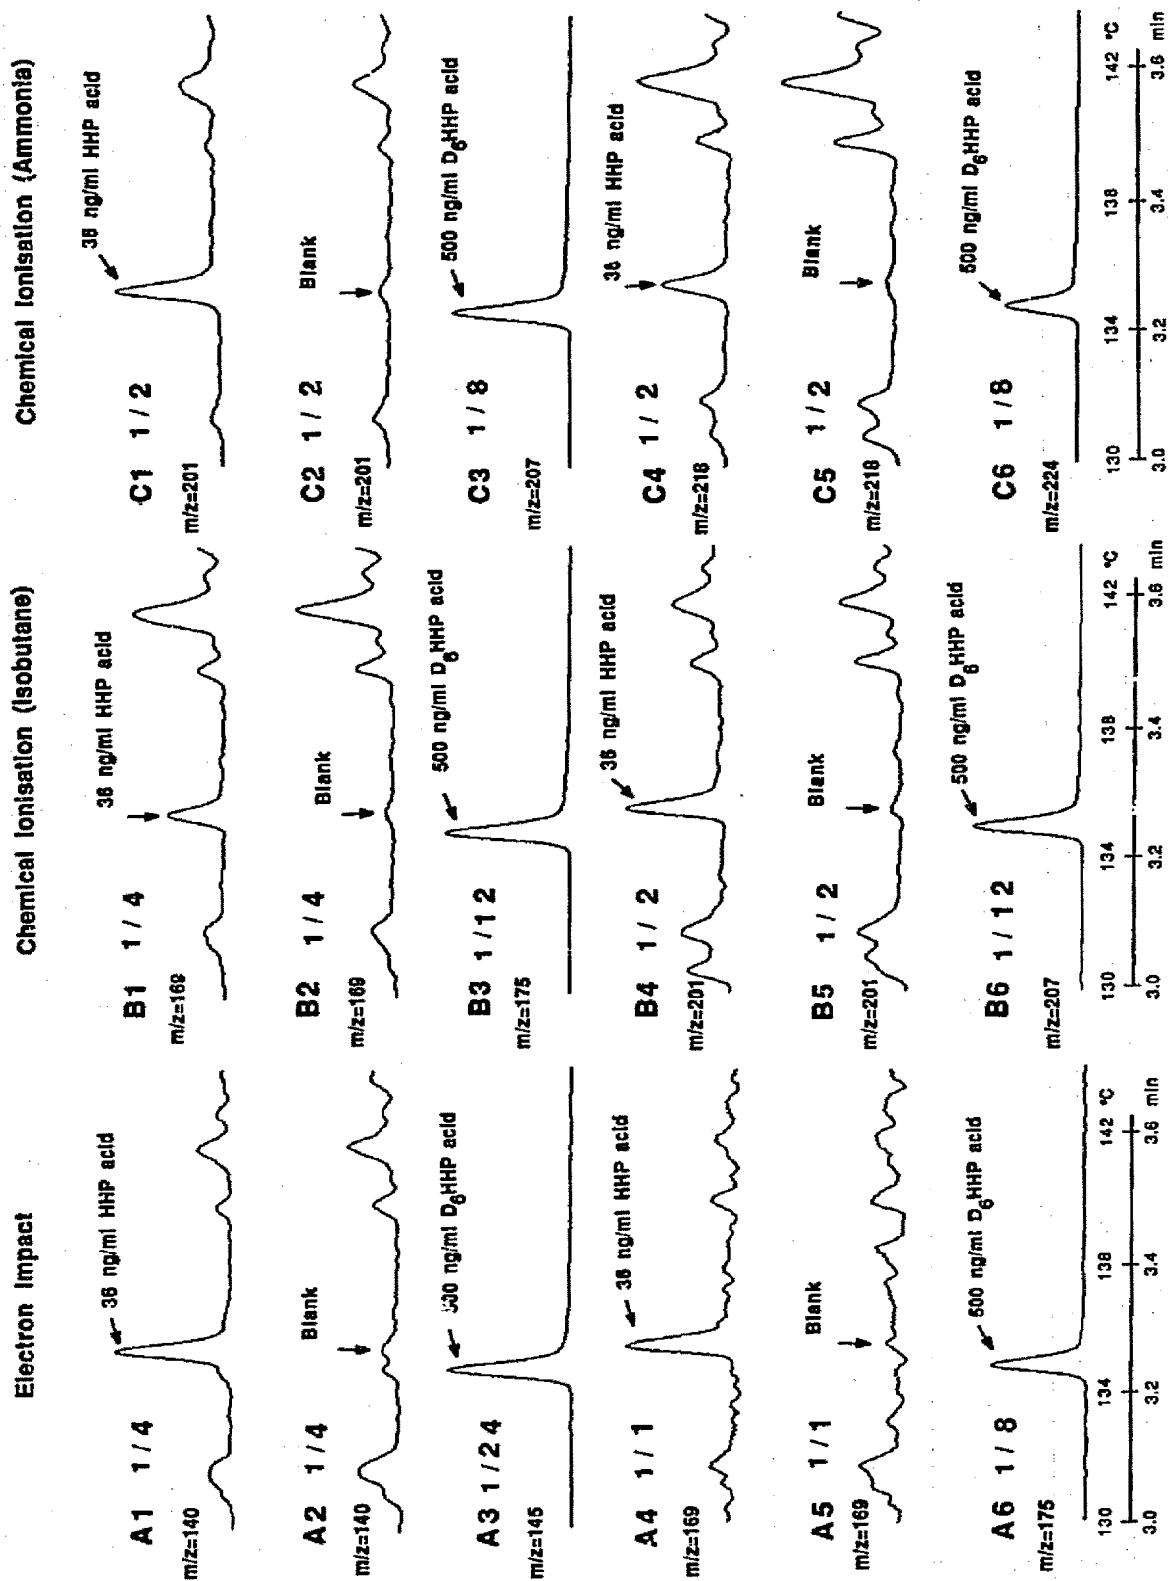 Electron Impact
A1 1/4
m/z=140
36 ng/ml HHP acid
A2 1/4
m/z=140
Blank
A3 1/24
m/z=145
500 ng/ml D6HHP acid
A4 1/1
m/z=169
36 ng/ml HHP acid
A5 1/1
m/z=169
Blank
A6 1/8
m/z=175
500 ng/ml D6HHP acid
130 134 138 142 °C
3.0 3.2 3.4 3.6 min
Chemical Ionisation (Isobutane)
B1 1/4
m/z=169
36 ng/ml HHP acid
B2 1/4
m/z=169
Blank
B3 1/12
m/z=175
500 ng/ml D6HHP acid
B4 1/2
m/z=201
36 ng/ml HHP acid
B5 1/2
m/z=201
Blank
B6 1/12
m/z=207
500 ng/ml D6HHP acid
130 134 138 142 °C
3.0 3.2 3.4 3.6 min
Chemical Ionisation (Ammonia)
C1 1/2
m/z=201
36 ng/ml HHP acid
C2 1/2
m/z=201
Blank
C3 1/8
m/z=207
500 ng/ml D6HHP acid
C4 1/2
m/z=218
36 ng/ml HHP acid
C5 1/2
m/z=218
Blank
C6 1/8
m/z=224
500 ng/ml D6HHP acid
130 134 138 142 °C
3.0 3.2 3.4 3.6 min